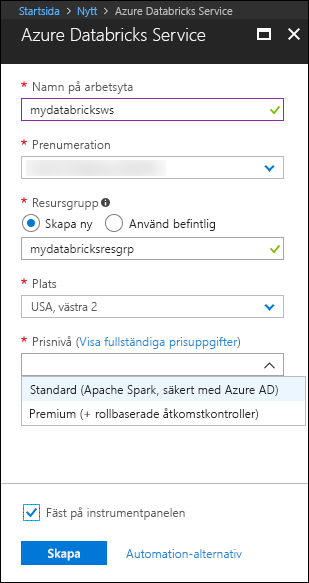 Startsida > Nytt > Azure Databricks Service
Azure Databricks Service
* Namn på arbetsyta
mydatabricksws
* Prenumeration
* Resursgrupp
Skapa ny Använd befintlig
mydatabricksresgrp
* Plats
USA, västra 2
* Prisnivå (Visa fullständiga prisuppgifter)
Standard (Apache Spark, säkert med Azure AD)
Premium (+ rollbaserade åtkomstkontroller)
Fäst på instrumentpanelen
Skapa Automation-alternativ